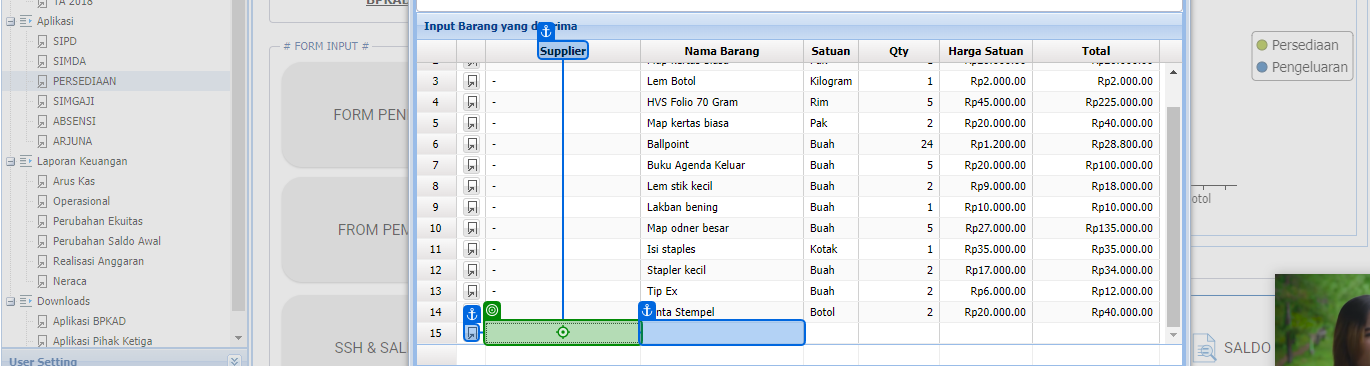 TA 2018
Aplikasi
SIPD
SIMDA
PERSEDIAAN
SIMGAJI
ABSENSI
ARJUNA
Laporan Keuangan
Arus Kas
Operasional
Perubahan Ekuitas
Perubahan Saldo Awal
Realisasi Anggaran
Neraca
Downloads
Aplikasi BPKAD
Aplikasi Pihak Ketiga
User Setting
# FORM INPUT #
FORM PEN
FROM PEM
SSH & SAL
Input Barang yang d rima
Supplier Nama Barang Satuan Qty Harga Satuan Total
3 - Lem Botol Kilogram 1 Rp2.000.00 Rp2.000.00
4 - HVS Folio 70 Gram Rim 5 Rp45.000.00 Rp225.000.00
5 - Map kertas biasa Pak 2 Rp20.000.00 Rp40.000.00
6 - Ballpoint Buah 24 Rp1.200.00 Rp28.800.00
7 - Buku Agenda Keluar Buah 5 Rp20.000.00 Rp100.000.00
8 - Lem stik kecil Buah 2 Rp9.000.00 Rp18.000.00
9 - Lakban bening Buah 1 Rp10.000.00 Rp10.000.00
10 - Map odner besar Buah 5 Rp27.000.00 Rp135.000.00
11 - Isi staples Kotak 1 Rp35.000.00 Rp35.000.00
12 - Stapler kecil Buah 2 Rp17.000.00 Rp34.000.00
13 - Tip Ex Buah 2 Rp6.000.00 Rp12.000.00
14 nta Stempel Botol 2 Rp20.000.00 Rp40.000.00
15
Persediaan
Pengeluaran
otol
SALDO